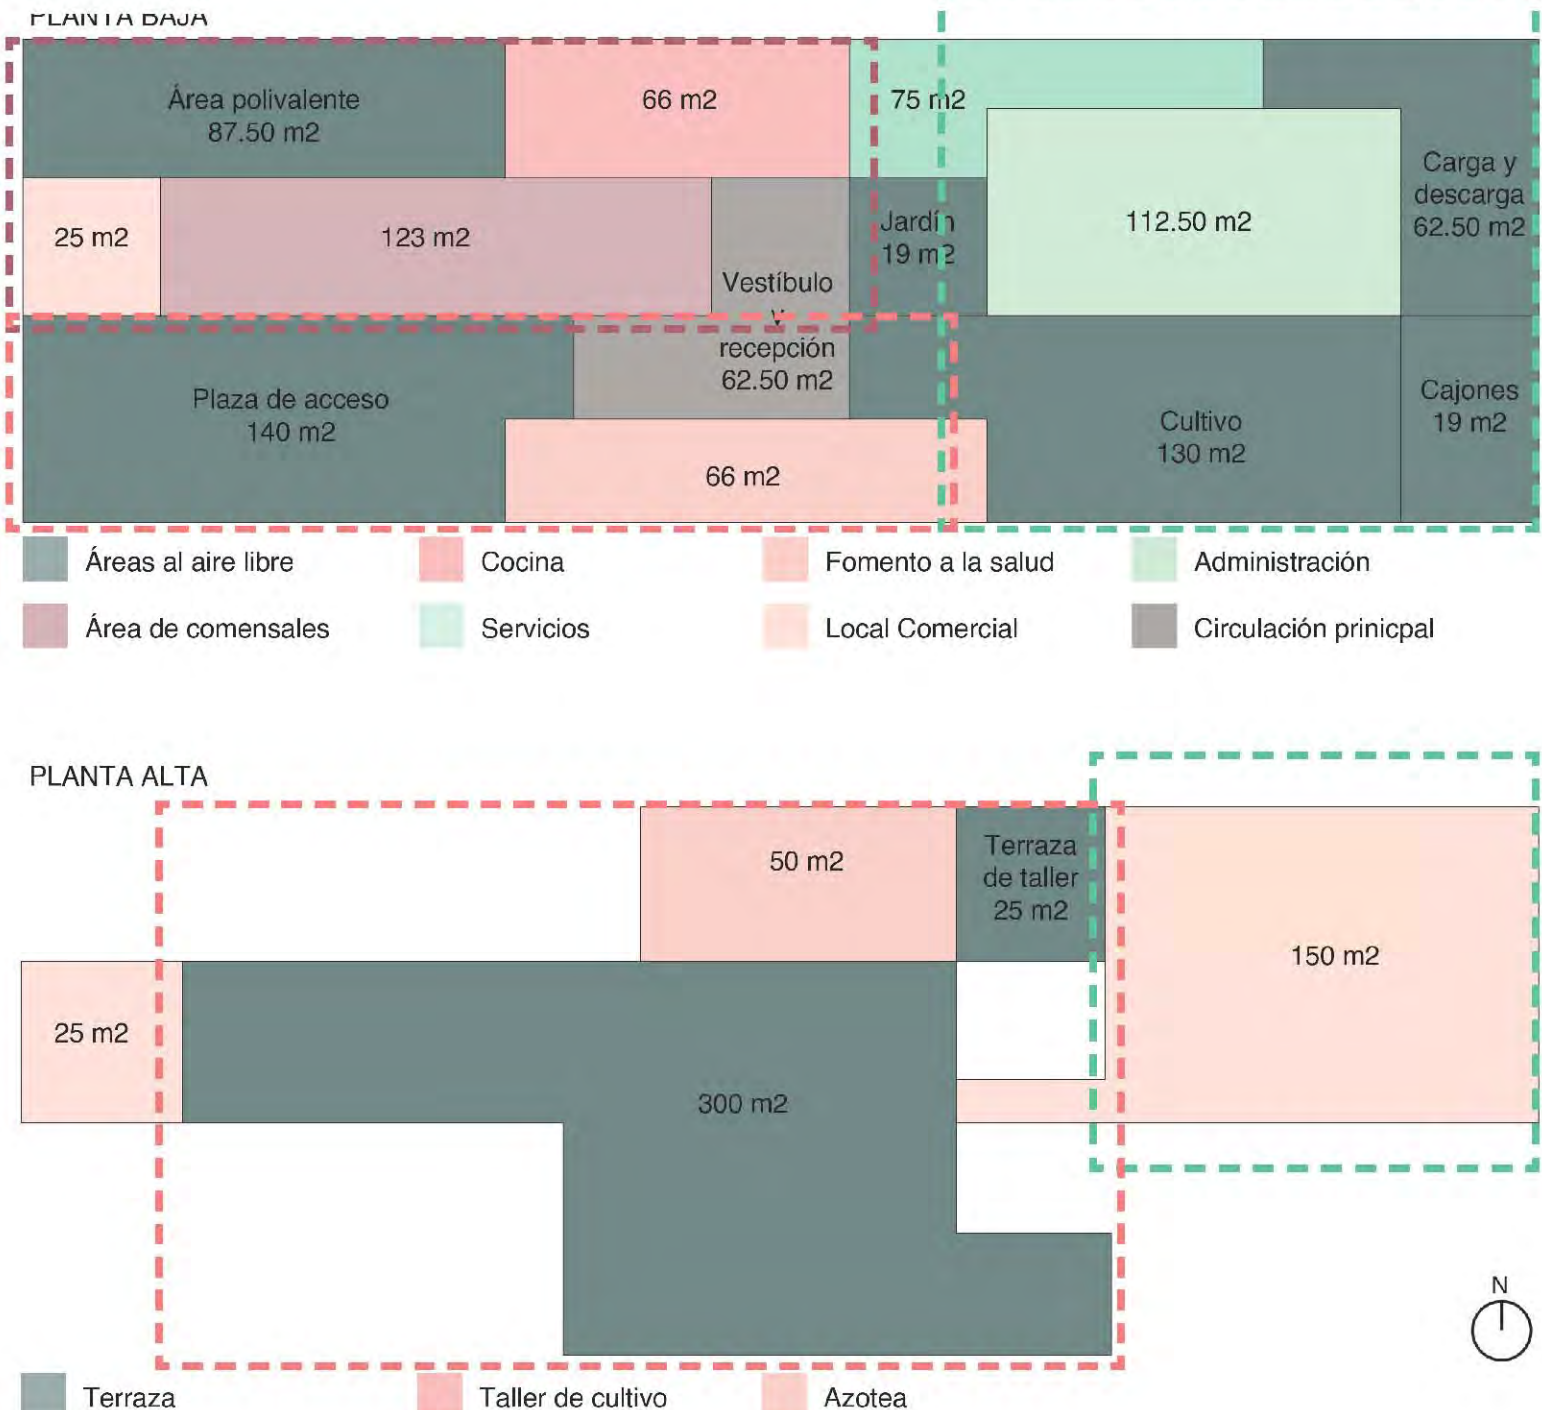 PLANTA BAJA
Área polivalente
87.50 m2
66 m2
75 m2
Carga y
descarga
62.50 m2
25 m2
123 m2
Jardín
19 m2
112.50 m2
Vestíbulo
y
recepción
62.50 m2
Plaza de acceso
140 m2
66 m2
Cultivo
130 m2
Cajones
19 m2
Áreas al aire libre
Cocina
Fomento a la salud
Administración
Área de comensales
Servicios
Local Comercial
Circulación prinicpal
PLANTA ALTA
50 m2
Terraza
de taller
25 m2
150 m2
25 m2
300 m2
N
Terraza
Taller de cultivo
Azotea